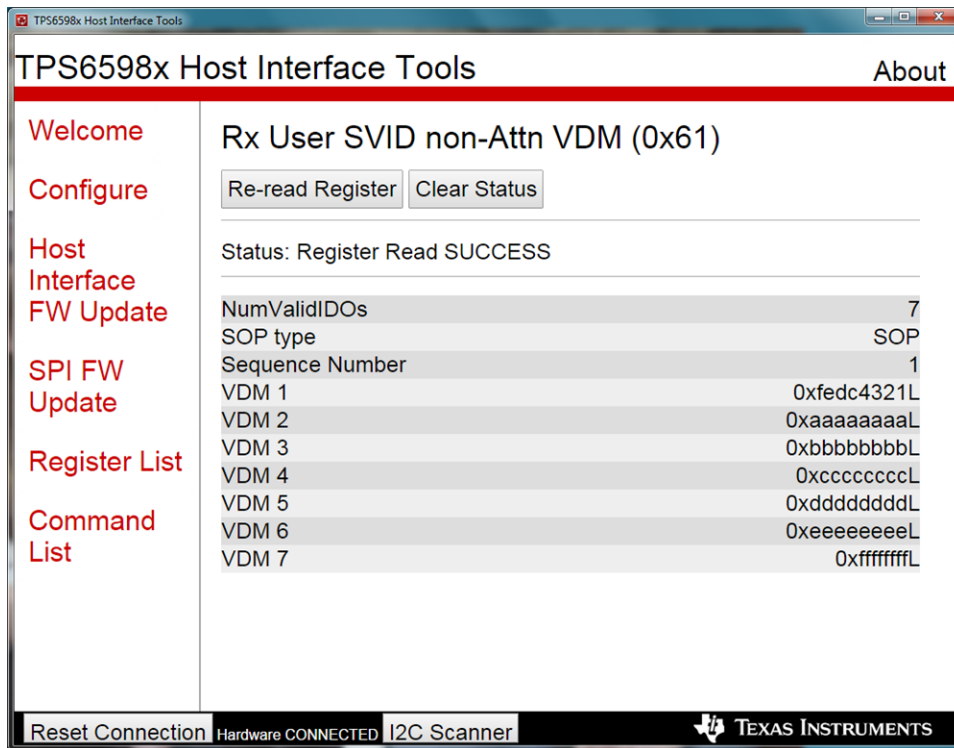 TPS6598x Host Interface Tools
TPS6598x Host Interface Tools
About
Welcome
Configure
Host
Interface
FW Update
SPI FW
Update
Register List
Command
List
Rx User SVID non-Attn VDM (0x61)
Re-read Register Clear Status
Status: Register Read SUCCESS
NumValidIDOs 7
SOP type SOP
Sequence Number 1
VDM 1 0xfedc4321L
VDM 2 0xaaaaaaaaL
VDM 3 0xbbbbbbbbL
VDM 4 0xccccccccL
VDM 5 0xddddddddL
VDM 6 0xeeeeeeeeL
VDM 7 0xffffffffL
Reset Connection Hardware CONNECTED I2C Scanner
TEXAS INSTRUMENTS